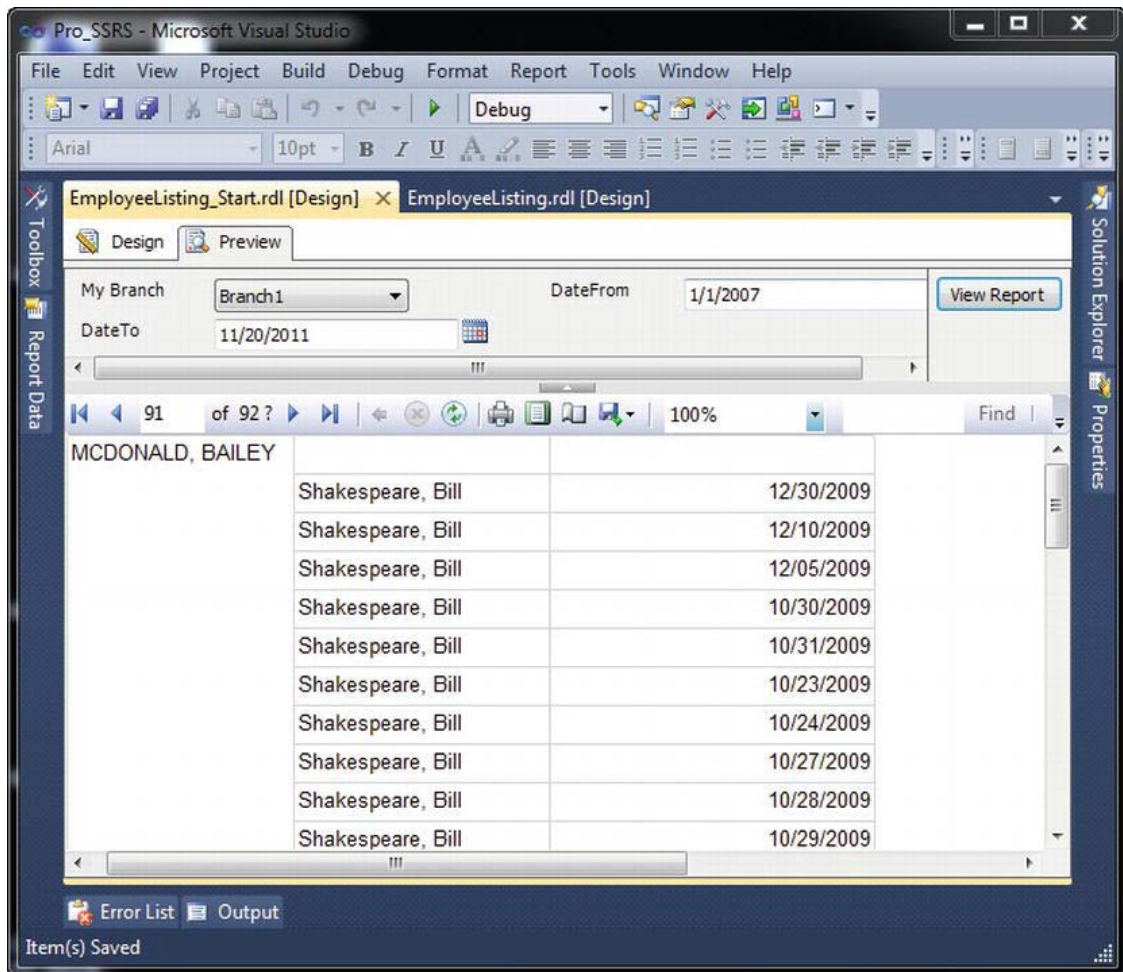 Pro_SSRS - Microsoft Visual Studio
File Edit View Project Build Debug Format Report Tools Window Help
Debug
Arial 10pt B I U A
EmployeeListing_Start.rdl [Design] EmployeeListing.rdl [Design]
Toolbox
Report Data
Solution Explorer
Properties
Design Preview
My Branch Branch1 DateFrom 1/1/2007 View Report
DateTo 11/20/2011
91 of 92 ? 100% Find
MCDONALD, BAILEY
Shakespeare, Bill 12/30/2009
Shakespeare, Bill 12/10/2009
Shakespeare, Bill 12/05/2009
Shakespeare, Bill 10/30/2009
Shakespeare, Bill 10/31/2009
Shakespeare, Bill 10/23/2009
Shakespeare, Bill 10/24/2009
Shakespeare, Bill 10/27/2009
Shakespeare, Bill 10/28/2009
Shakespeare, Bill 10/29/2009
Error List Output
Item(s) Saved